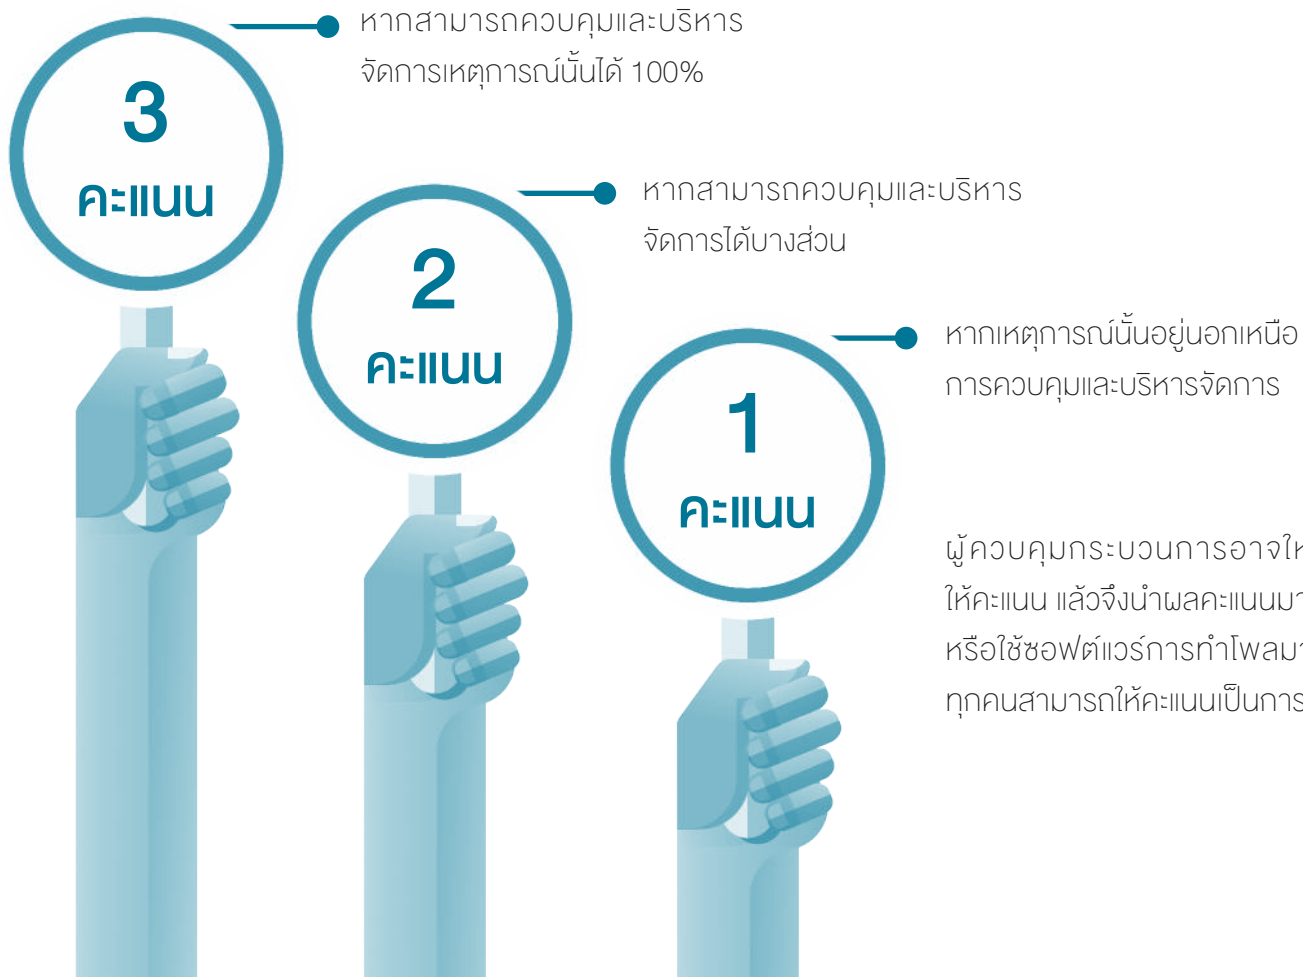 3
คะแนน
หากสามารถควบคุมและบริหาร
จัดการเหตุการณ์นั้นได้ 100%
2
คะแนน
หากสามารถควบคุมและบริหาร
จัดการได้บางส่วน
1
คะแนน
หากเหตุการณ์นั้นอยู่นอกเหนือ
การควบคุมและบริหารจัดการ
ผู้ควบคุมกระบวนการอาจให
ให้คะแนน แล้วจึงนำผลคะแนนมา
หรือใช้ซอฟต์แวร์การทำโพลมา
ทุกคนสามารถให้คะแนนเป็นการ